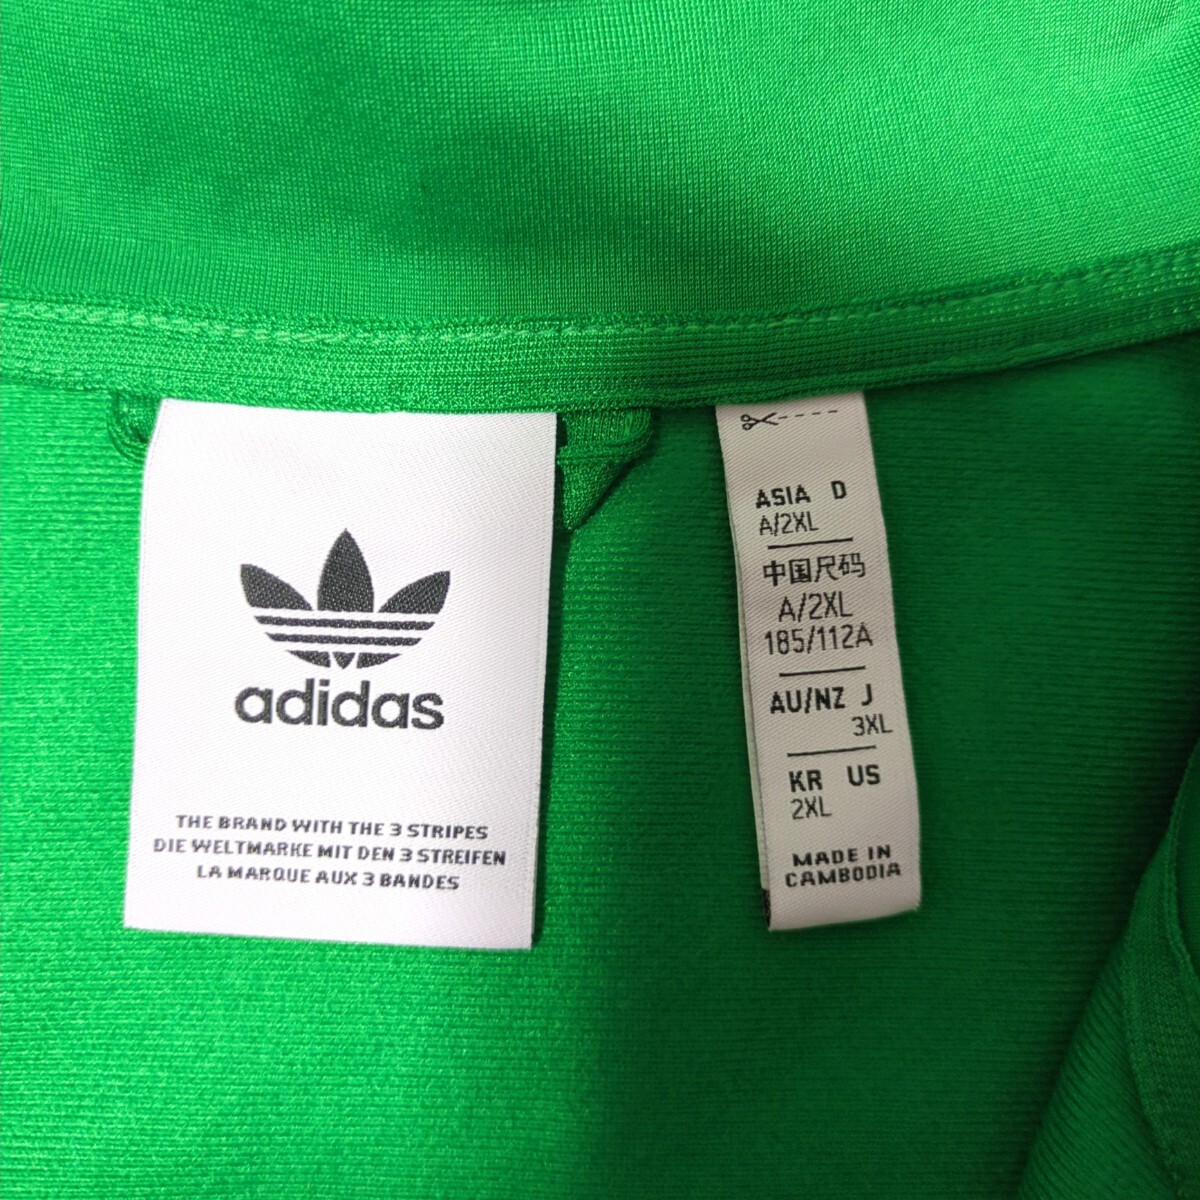 adidas
THE BRAND WITH THE 3 STRIPES
DIE WELTMARKE MIT DEN 3 STREIFEN
LA MARQUE AUX 3 BANDES
ASIA D
A/2XL
中国尺码
A/2XL
185/112A
AU/NZ J
3XL
KR US
2XL
MADE IN
CAMBODIA